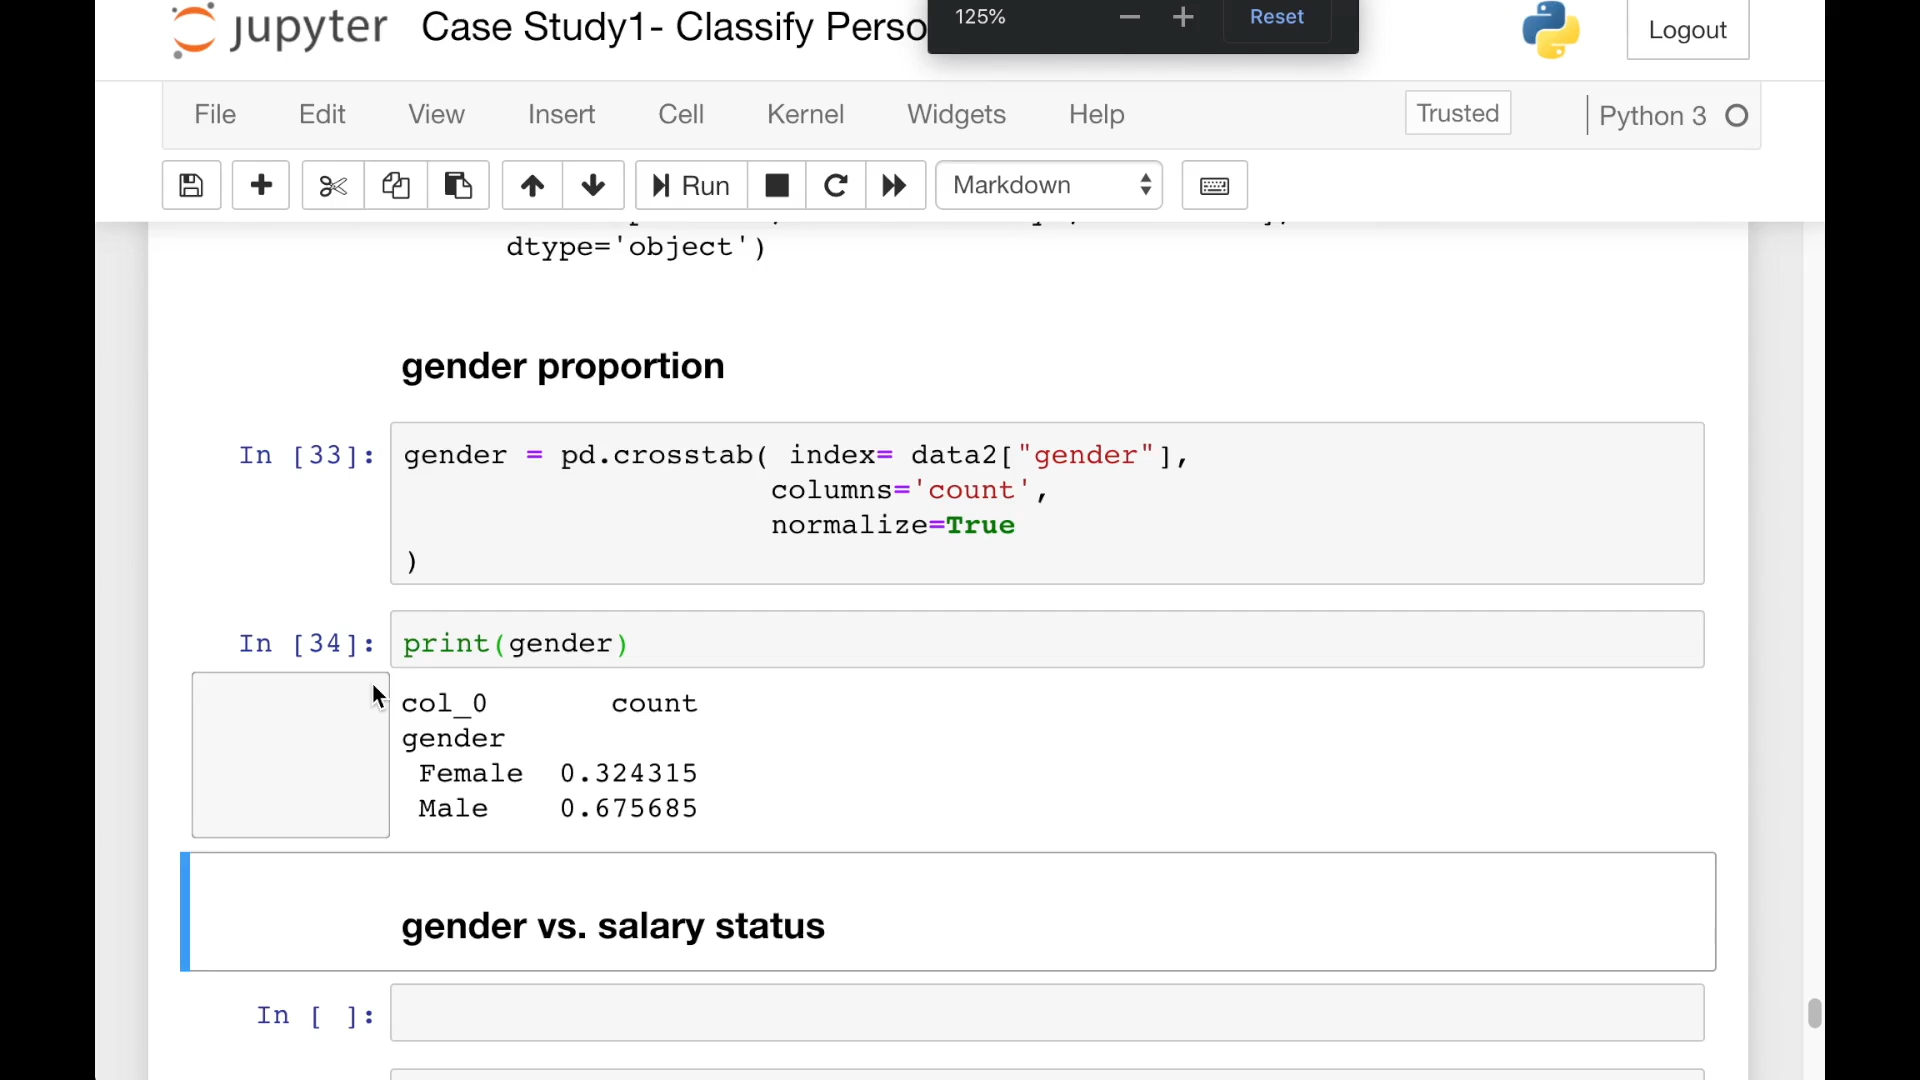 jupyter Case Study1- Classify Perso
125% Reset
Logout
File Edit View Insert Cell Kernel Widgets Help Trusted Python 3
Run Markdown
dtype='object')
gender proportion
In [33]: gender = pd.crosstab( index= data2["gender"],
columns='count',
normalize=True
)
In [34]: print(gender)
col_0 count
gender
Female 0.324315
Male 0.675685
gender vs. salary status
In [ ]: